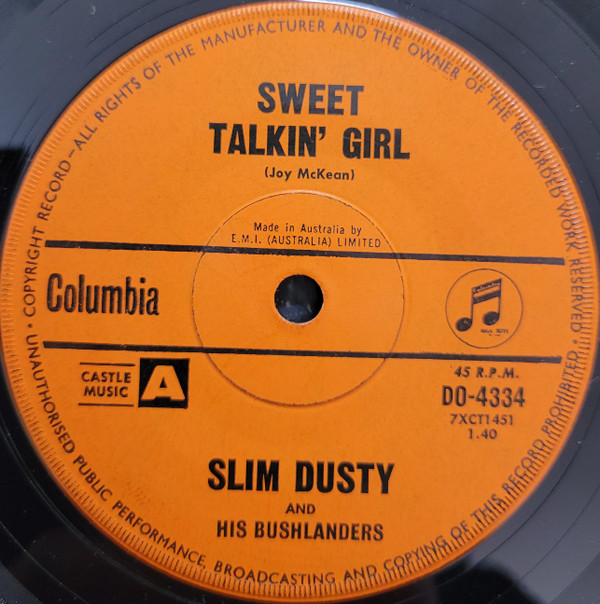 SWEET
TALKIN' GIRL
(Joy McKean)
Made in Australia by
E.M.I. (AUSTRALIA) LIMITED
Columbia
Columbia
CASTLE
MUSIC
A
45 R.P.M.
DO-4334
7XCT1451
1.40
SLIM DUSTY
AND
HIS BUSHLANDERS
COPYRIGHT RECORD—ALL RIGHTS OF THE MANUFACTURER AND THE OWNER OF THE RECORDED WORK RESERVED • UNAUTHORISED PUBLIC PERFORMANCE, BROADCASTING AND COPYING OF THIS RECORD PROHIBITED •